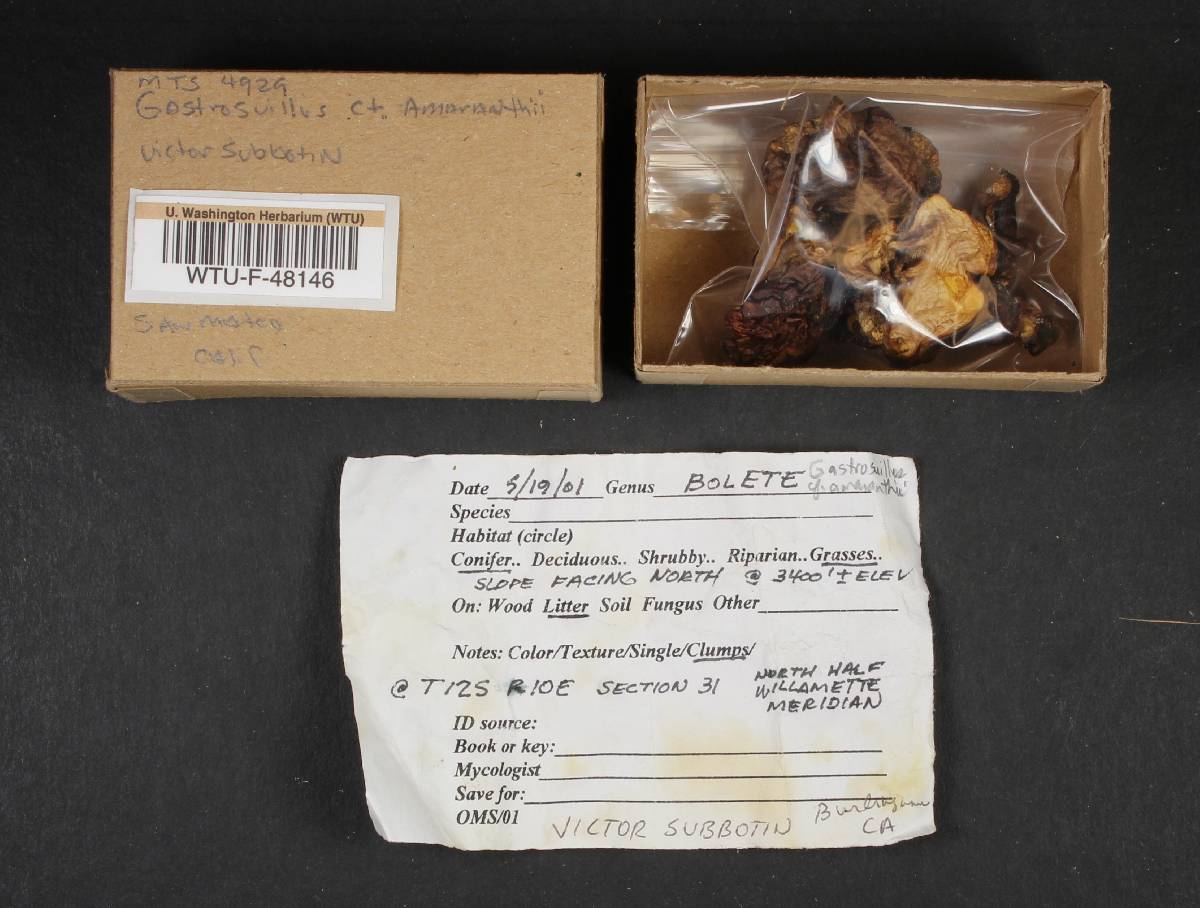 MTS 4929
Gastrosuillus cf. Amaranthii
Victor Subbotin
U. Washington Herbarium (WTU)
WTU-F-48146
San Mateo
Calif
Date 5/19/01 Genus BOLETE Gastrosuillus
cf. amaranthii
Species
Habitat (circle)
Conifer.. Deciduous.. Shrubby.. Riparian.. Grasses..
SLOPE FACING NORTH @ 3400' ± ELEV
On: Wood Litter Soil Fungus Other
Notes: Color/Texture/Single/Clumps/
@ T12S R10E SECTION 31 NORTH HALF
WILLAMETTE
MERIDIAN
ID source:
Book or key:
Mycologist
Save for:
OMS/01 VICTOR SUBBOTIN Burlingame
CA